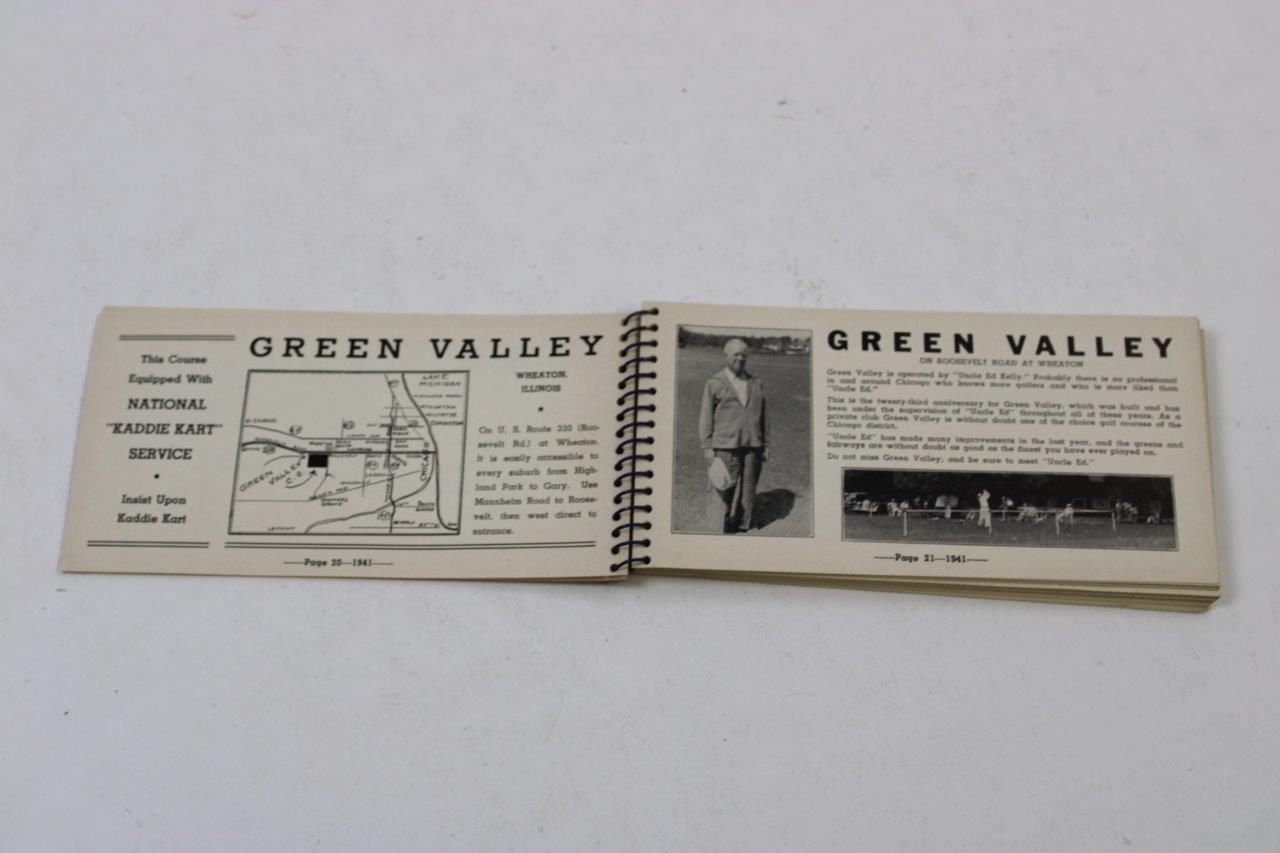 This Course
Equipped With
NATIONAL
"KADDIE KART"
SERVICE
Insist Upon
Kaddie Kart
GREEN VALLEY
LAKE
MICHIGAN
HIGHLAND PARK
EVANSTON
ST. CHARLES
GREEN
VALLEY
C.C.
CHICAGO
LEMONT
WHEATON,
ILLINOIS
On U. S. Route 330 (Roo-
sevelt Rd.) at Wheaton.
It is easily accessible to
every suburb from High-
land Park to Gary. Use
Mannheim Road to Roose-
velt, then west direct to
entrance.
—Page 20—1941—
GREEN VALLEY
ON ROOSEVELT ROAD AT WHEATON
Green Valley is operated by "Uncle Ed Kelly." Probably there is no professional
in and around Chicago who knows more golfers and who is more liked than
"Uncle Ed."
This is the twenty-third anniversary for Green Valley, which was built and has
been under the supervision of "Uncle Ed" throughout all of these years. As a
private club Green Valley is without doubt one of the choice golf courses of the
Chicago district.
"Uncle Ed" has made many improvements in the last year, and the greens and
fairways are without doubt as good as the finest you have ever played on.
Do not miss Green Valley, and be sure to meet "Uncle Ed."
—Page 21—1941—